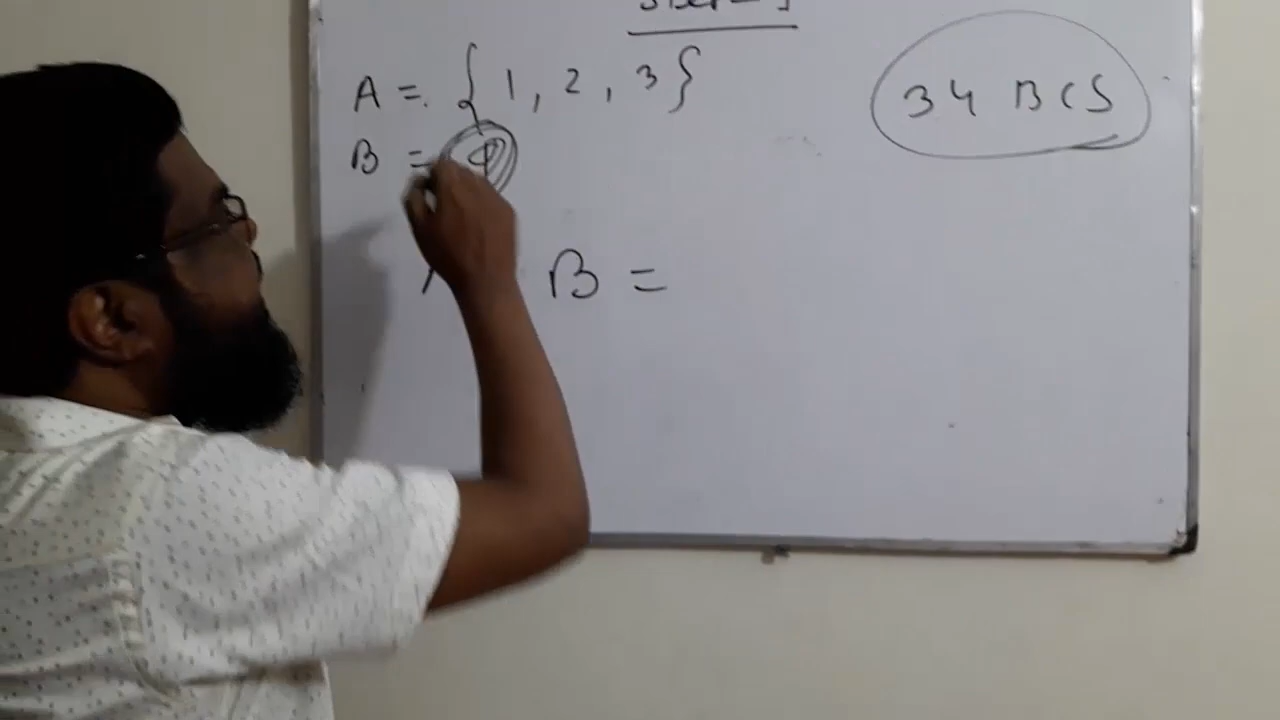 A = {1, 2, 3}
34 BCS
B = φ
B =